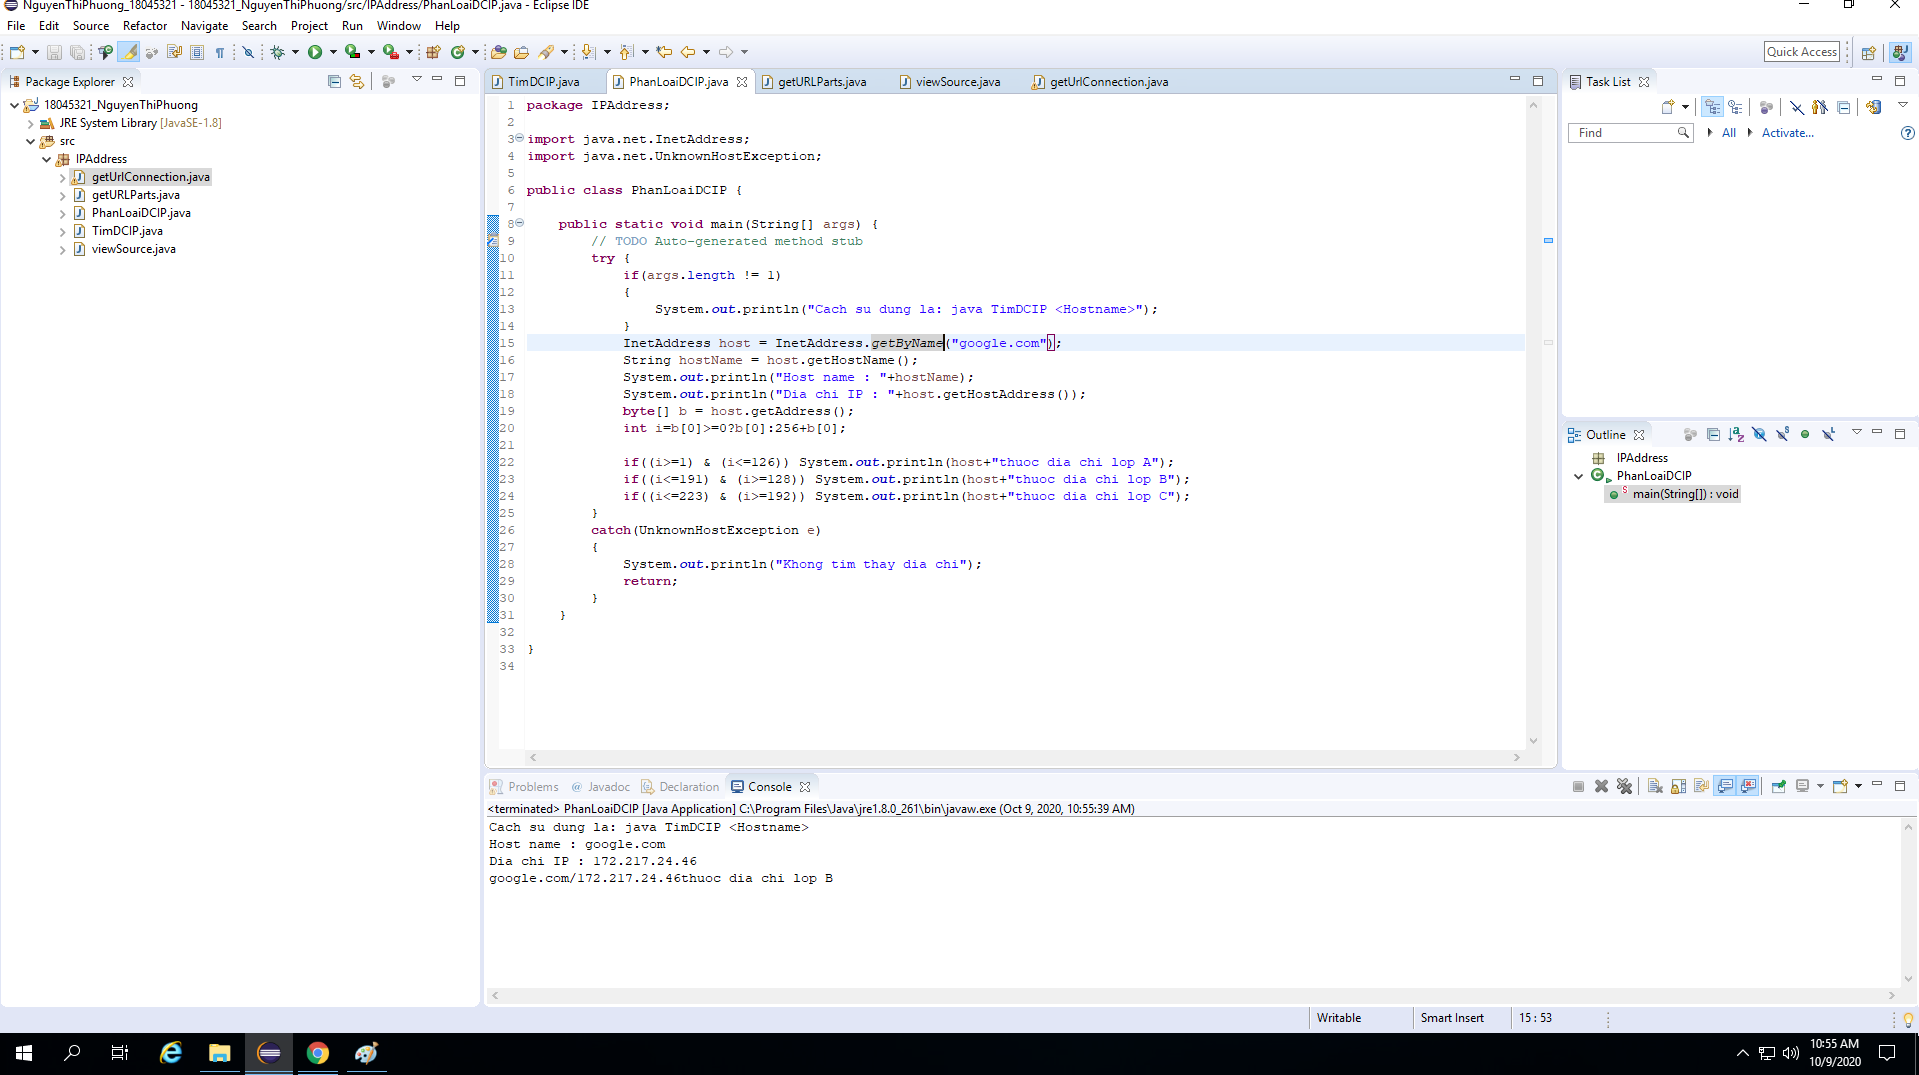 NguyenThiPhuong_18045321 - 18045321_NguyenThiPhuong/src/IPAddress/PhanLoaiDCIP.java - Eclipse IDE
File Edit Source Refactor Navigate Search Project Run Window Help
Quick Access
Package Explorer
18045321_NguyenThiPhuong
JRE System Library [JavaSE-1.8]
src
IPAddress
getUrlConnection.java
getURLParts.java
PhanLoaiDCIP.java
TimDCIP.java
viewSource.java
TimDCIP.java PhanLoaiDCIP.java getURLParts.java viewSource.java getUrlConnection.java
1 package IPAddress;
2
3 import java.net.InetAddress;
4 import java.net.UnknownHostException;
5
6 public class PhanLoaiDCIP {
7
8 public static void main(String[] args) {
9 // TODO Auto-generated method stub
10 try {
11 if(args.length != 1)
12 {
13 System.out.println("Cach su dung la: java TimDCIP <Hostname>");
14 }
15 InetAddress host = InetAddress.getByName("google.com");
16 String hostName = host.getHostName();
17 System.out.println("Host name : "+hostName);
18 System.out.println("Dia chi IP : "+host.getHostAddress());
19 byte[] b = host.getAddress();
20 int i=b[0]>=0?b[0]:256+b[0];
21
22 if((i>=1) & (i<=126)) System.out.println(host+"thuoc dia chi lop A");
23 if((i<=191) & (i>=128)) System.out.println(host+"thuoc dia chi lop B");
24 if((i<=223) & (i>=192)) System.out.println(host+"thuoc dia chi lop C");
25 }
26 catch(UnknownHostException e)
27 {
28 System.out.println("Khong tim thay dia chi");
29 return;
30 }
31 }
32
33 }
34
Task List
Find All Activate...
Outline
IPAddress
PhanLoaiDCIP
main(String[]) : void
Problems @ Javadoc Declaration Console
<terminated> PhanLoaiDCIP [Java Application] C:\Program Files\Java\jre1.8.0_261\bin\javaw.exe (Oct 9, 2020, 10:55:39 AM)
Cach su dung la: java TimDCIP <Hostname>
Host name : google.com
Dia chi IP : 172.217.24.46
google.com/172.217.24.46thuoc dia chi lop B
Writable Smart Insert 15 : 53
10:55 AM
10/9/2020